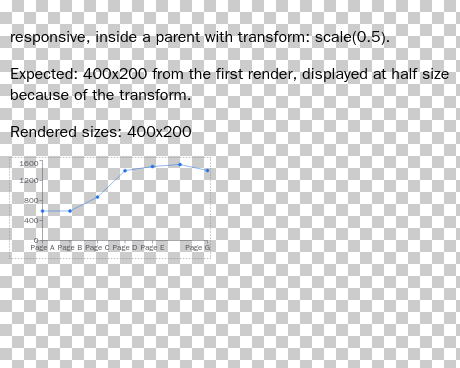 responsive, inside a parent with transform: scale(0.5).
Expected: 400x200 from the first render, displayed at half size
because of the transform.
Rendered sizes: 400x200
1600
1200
800
400
0
Page A Page B Page C Page D Page E Page G